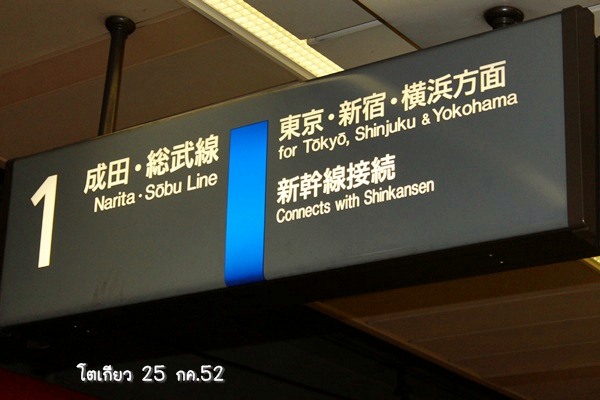 1
成田・総武線
Narita・Sōbu Line
東京・新宿・横浜方面
for Tōkyō, Shinjuku & Yokohama
新幹線接続
Connects with Shinkansen
โตเกียว 25 กค.52